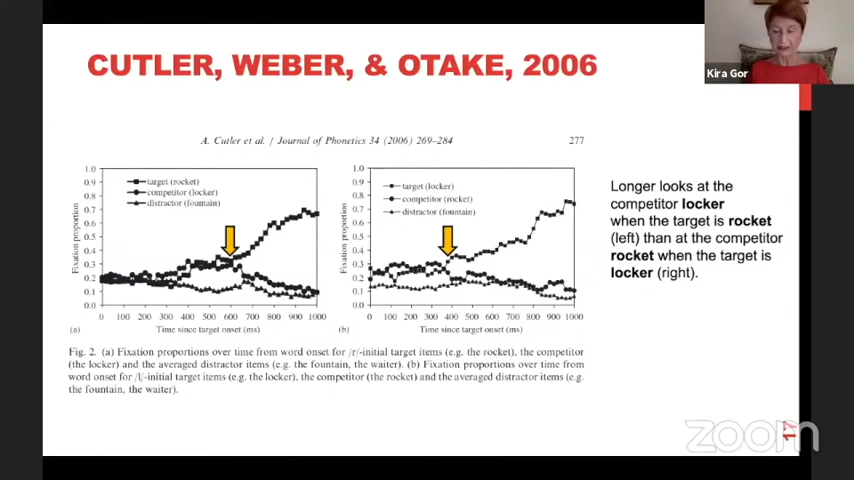 Kira Gor
CUTLER, WEBER, & OTAKE, 2006
A. Cutler et al. / Journal of Phonetics 34 (2006) 269–284
277
1.0
0.9
0.8
0.7
0.6
0.5
0.4
0.3
0.2
0.1
0.0
Fixation proportion
target (rocket)
competitor (locker)
distractor (fountain)
0 100 200 300 400 500 600 700 800 900 1000
(a)
Time since target onset (ms)
1.0
0.9
0.8
0.7
0.6
0.5
0.4
0.3
0.2
0.1
0.0
Fixation proportion
target (locker)
competitor (rocket)
distractor (fountain)
0 100 200 300 400 500 600 700 800 900 1000
(b)
Time since target onset (ms)
Fig. 2. (a) Fixation proportions over time from word onset for /r/-initial target items (e.g. the rocket), the competitor
(the locker) and the averaged distractor items (e.g. the fountain, the waiter). (b) Fixation proportions over time from
word onset for /l/-initial target items (e.g. the locker), the competitor (the rocket) and the averaged distractor items (e.g.
the fountain, the waiter).
Longer looks at the
competitor locker
when the target is rocket
(left) than at the competitor
rocket when the target is
locker (right).
17
zoom